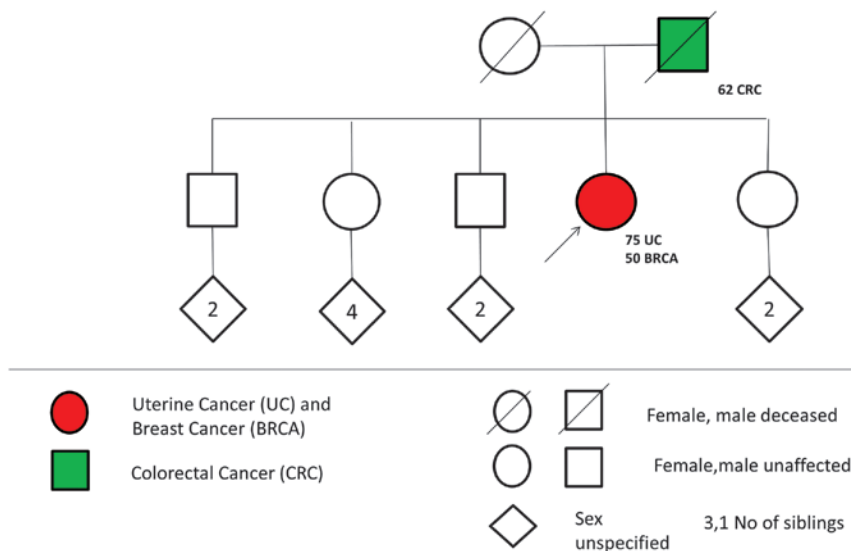 62 CRC
75 UC
50 BRCA
2
4
2
2
Uterine Cancer (UC) and
Breast Cancer (BRCA)
Colorectal Cancer (CRC)
Female, male deceased
Female,male unaffected
Sex
unspecified
3,1 No of siblings